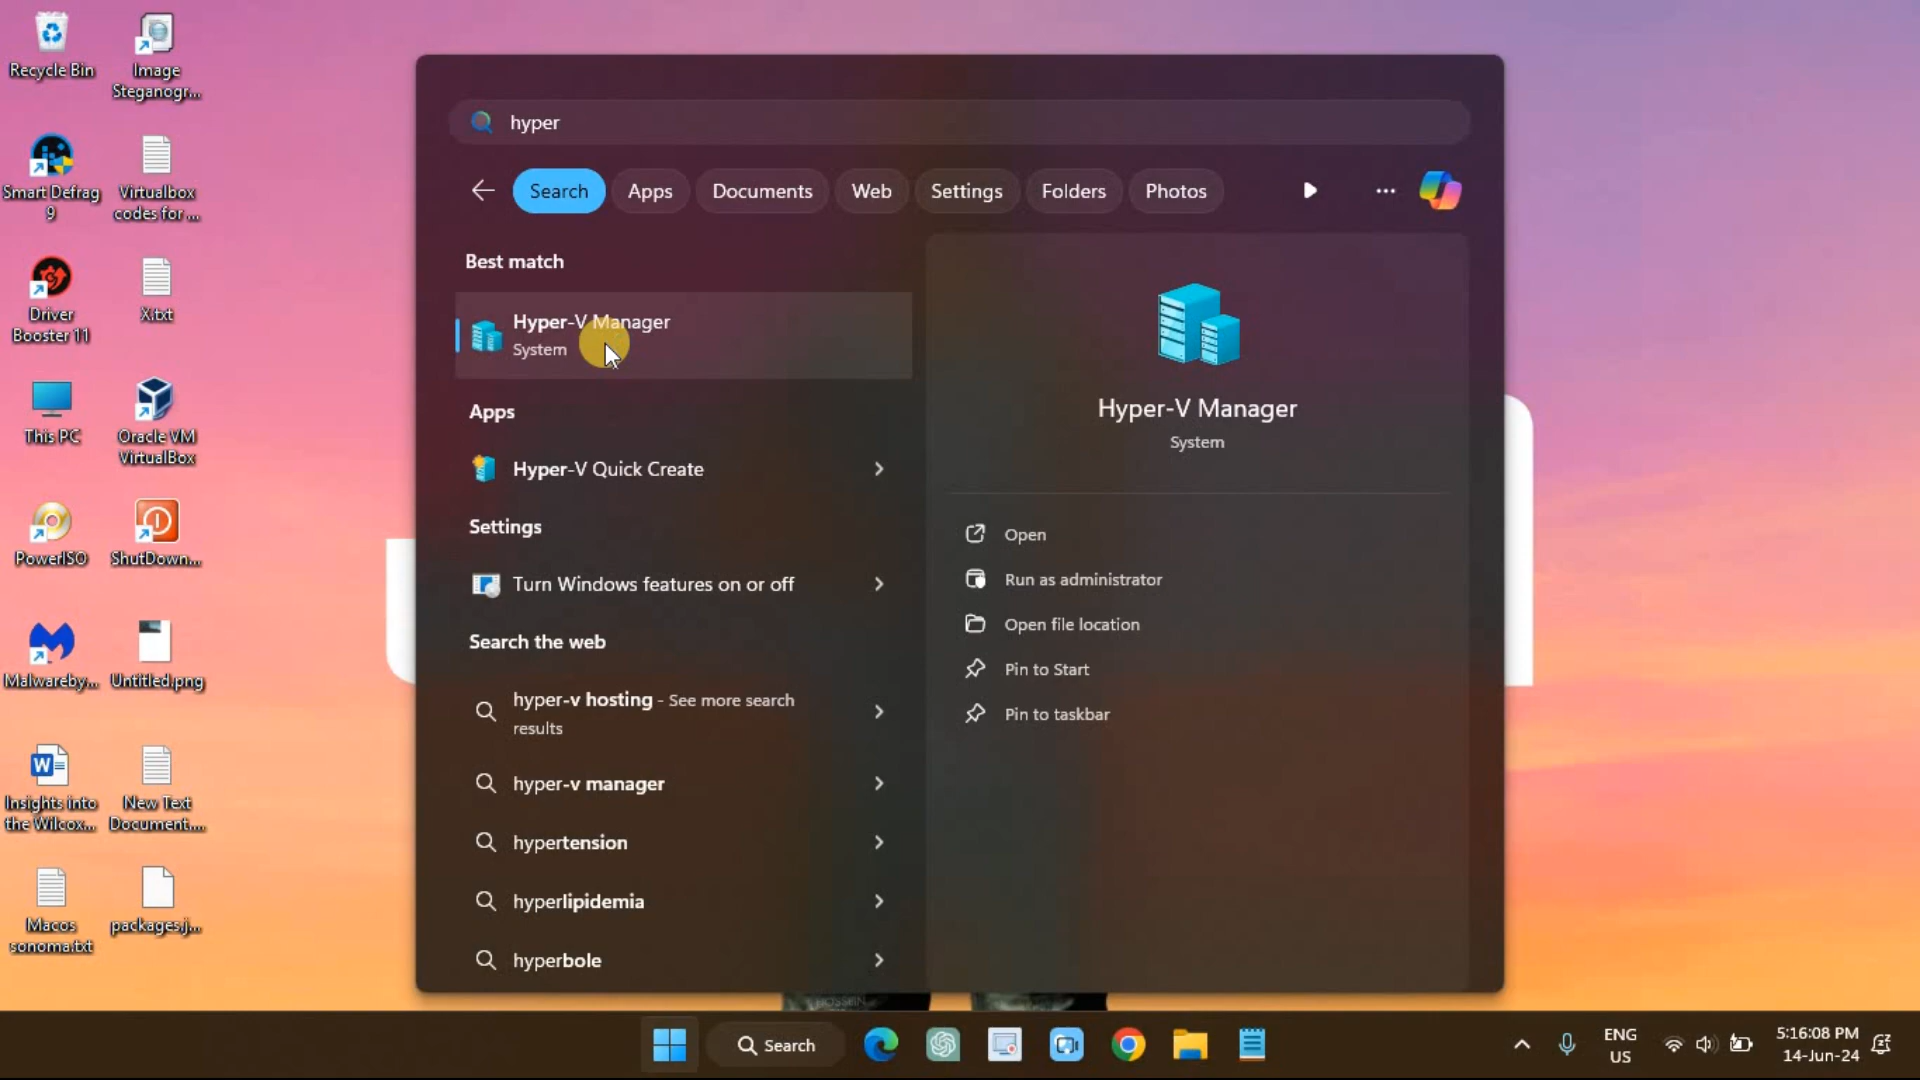 Recycle Bin
Image
Steganogr...
Smart Defrag
9
Virtualbox
codes for ...
Driver
Booster 11
X.txt
This PC
Oracle VM
VirtualBox
PowerISO
ShutDown...
Malwareby...
Untitled.png
Insights into
the Wilcox...
New Text
Document....
Macos
sonoma.txt
packages.j...
hyper
Search
Apps
Documents
Web
Settings
Folders
Photos
Best match
Hyper-V Manager
System
Apps
Hyper-V Quick Create
Settings
Turn Windows features on or off
Search the web
hyper-v hosting - See more search
results
hyper-v manager
hypertension
hyperlipidemia
hyperbole
Hyper-V Manager
System
Open
Run as administrator
Open file location
Pin to Start
Pin to taskbar
HOSSEIN
Search
ENG
US
5:16:08 PM
14-Jun-24